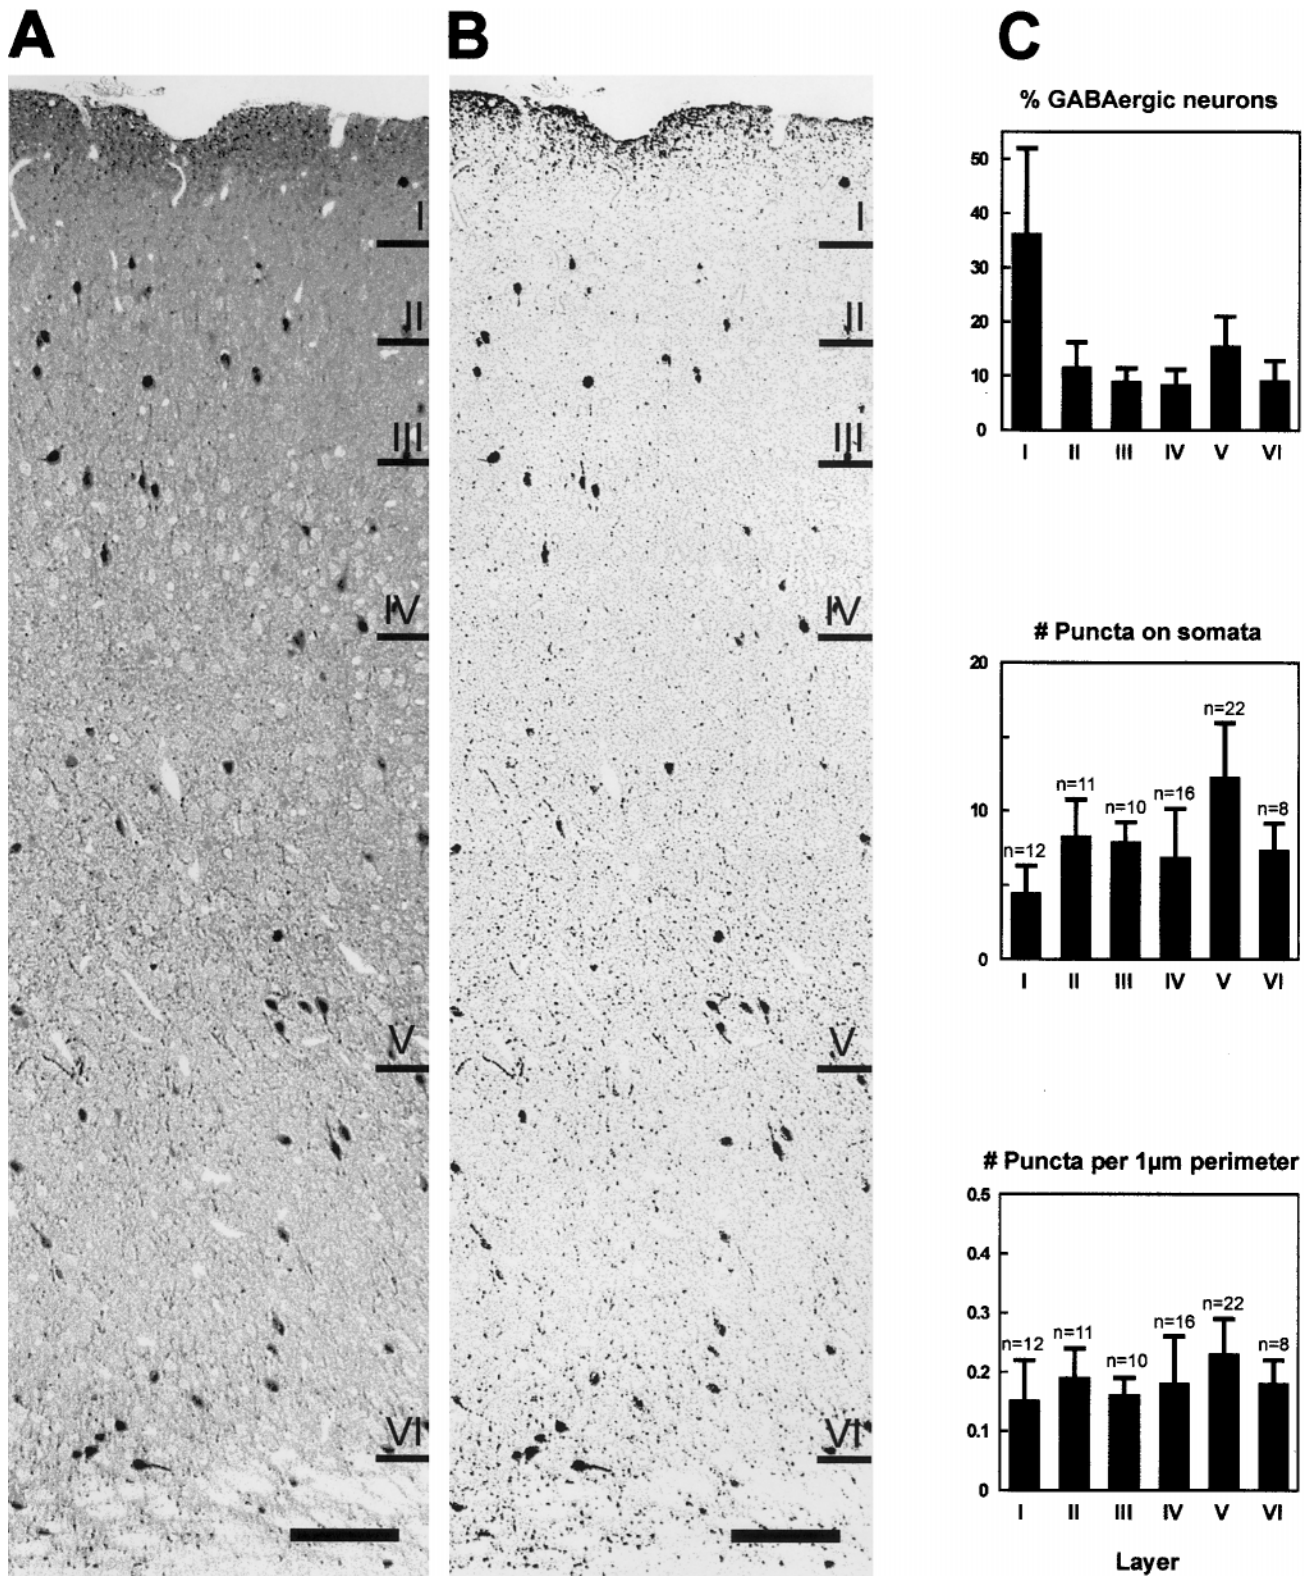 A
B
C
I
II
III
IV
V
VI
I
II
III
IV
V
VI
% GABAergic neurons
50
40
30
20
10
0
I II III IV V VI
# Puncta on somata
20
10
0
n=12 n=11 n=10 n=16 n=22 n=8
I II III IV V VI
# Puncta per 1µm perimeter
0.5
0.4
0.3
0.2
0.1
0
n=12 n=11 n=10 n=16 n=22 n=8
I II III IV V VI
Layer